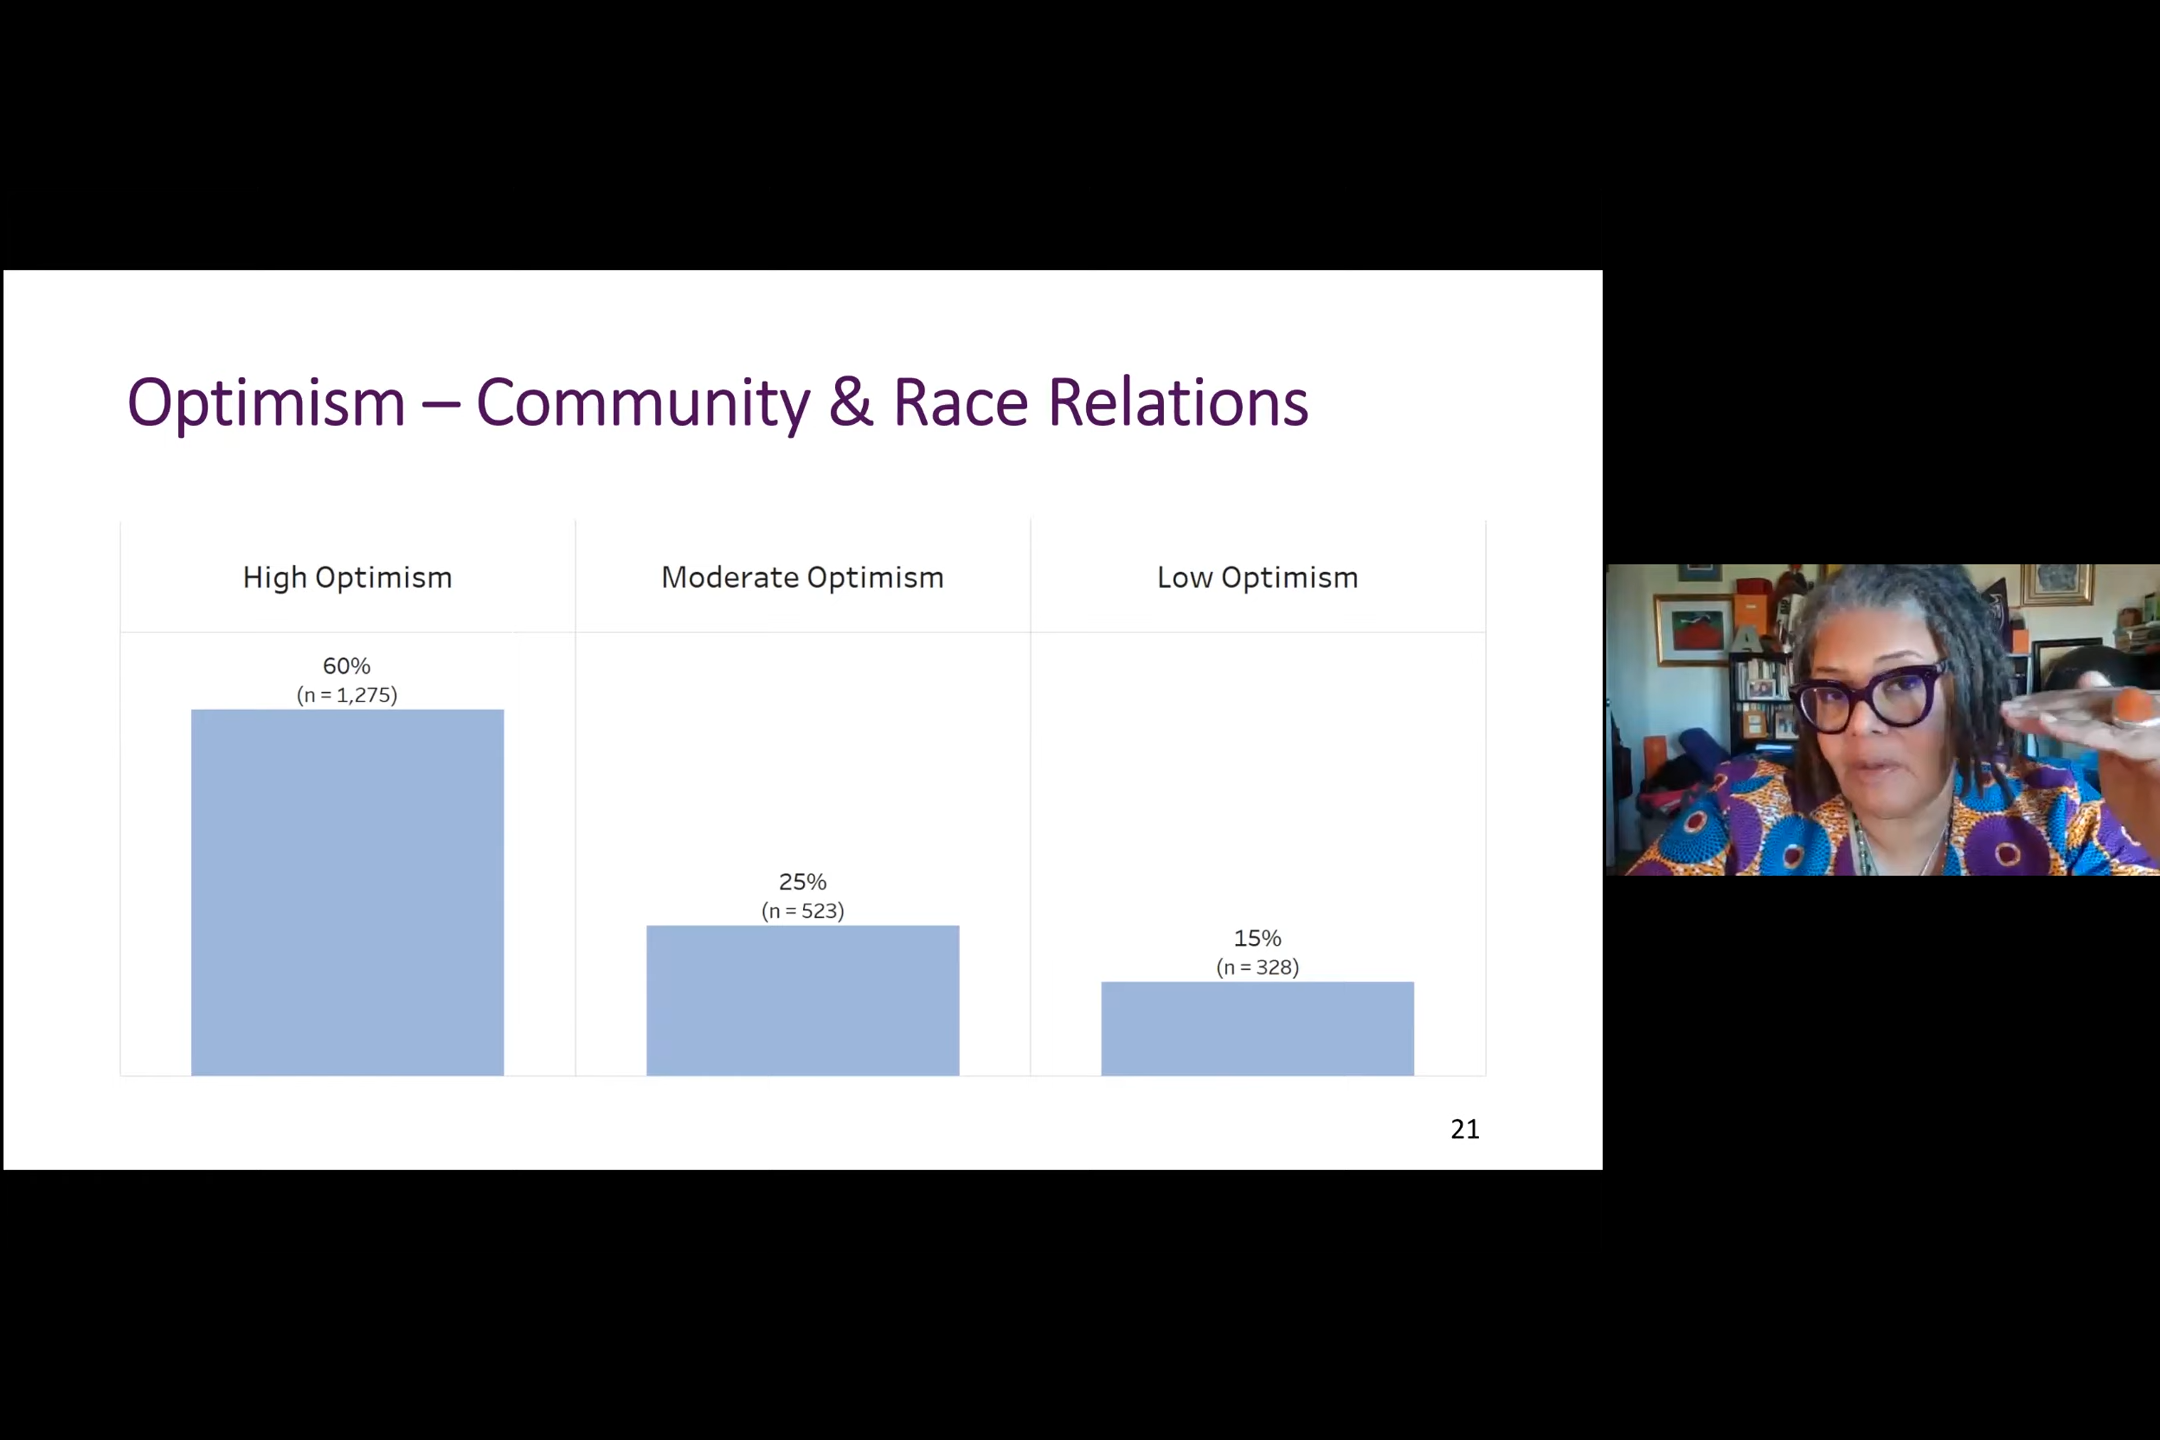 Optimism – Community & Race Relations
High Optimism
Moderate Optimism
Low Optimism
60%
(n = 1,275)
25%
(n = 523)
15%
(n = 328)
21